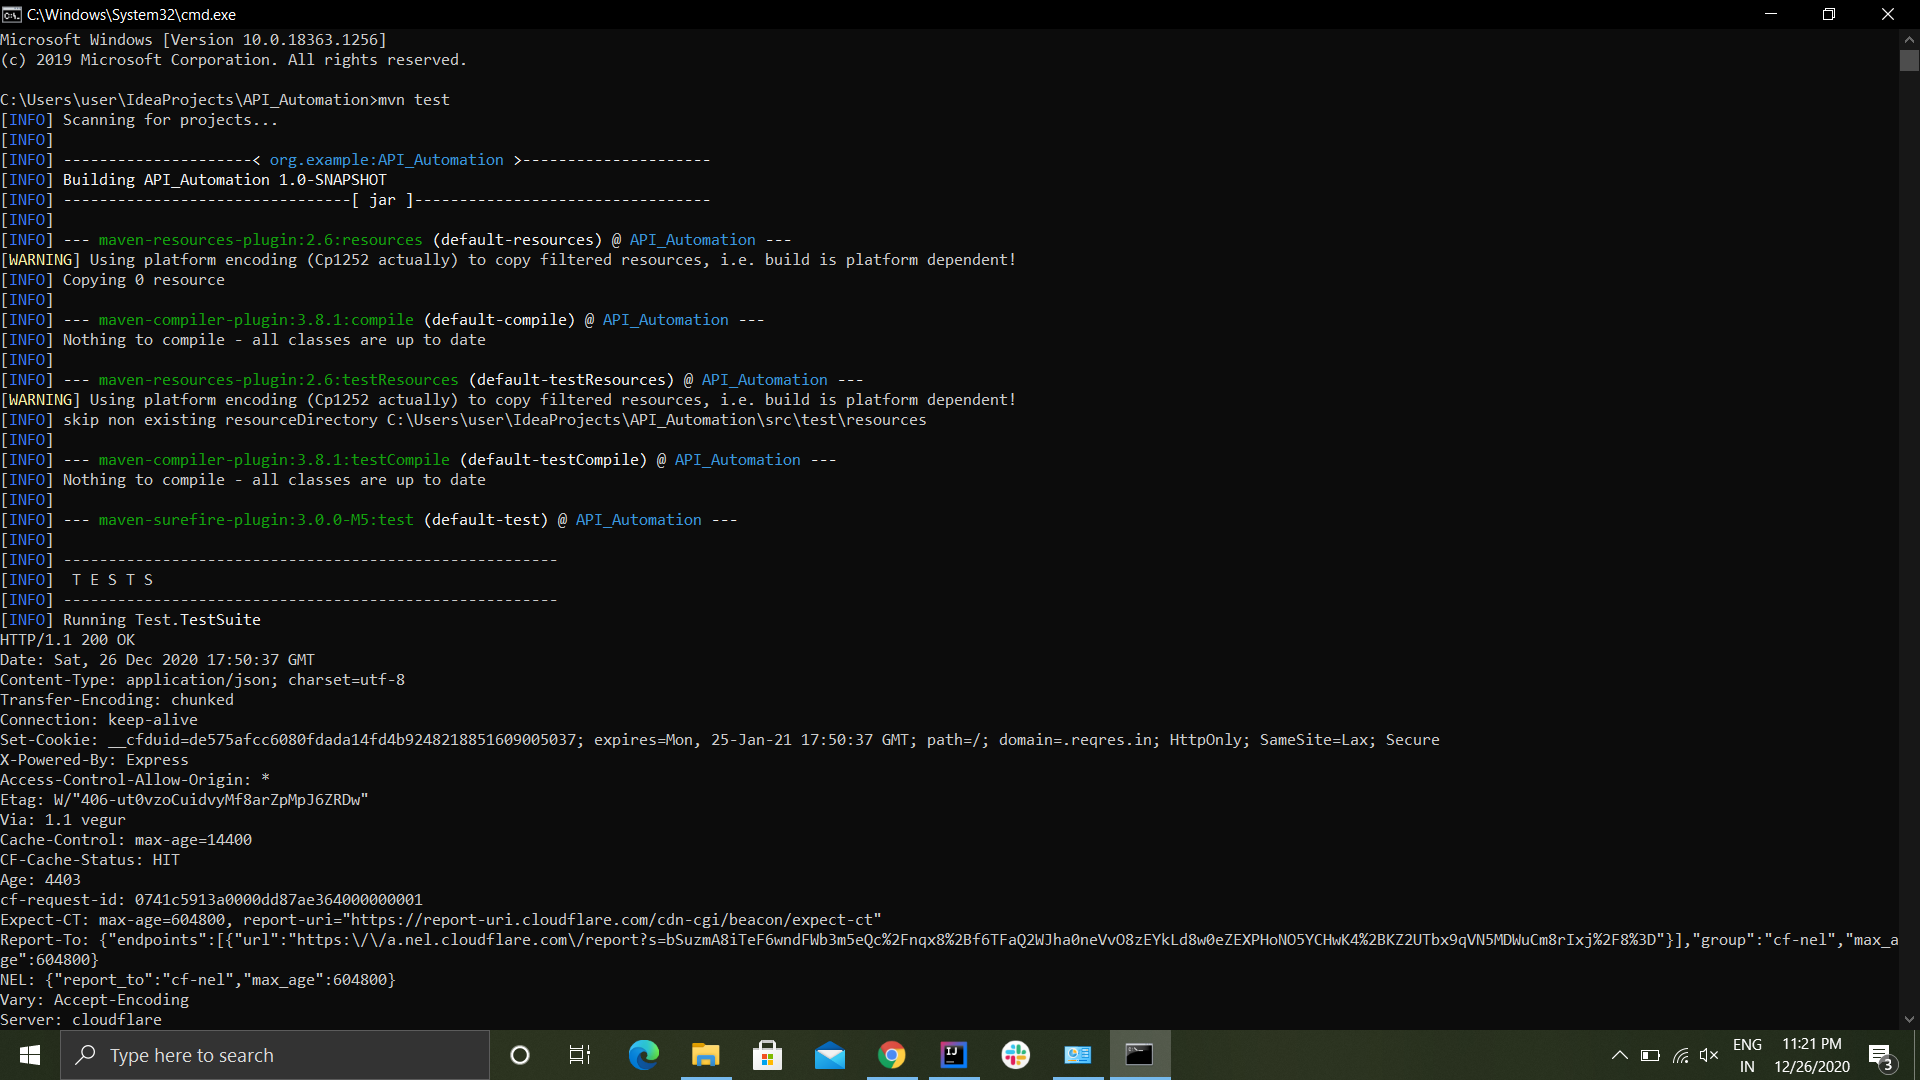 C:\Windows\System32\cmd.exe
Microsoft Windows [Version 10.0.18363.1256]
(c) 2019 Microsoft Corporation. All rights reserved.
C:\Users\user\IdeaProjects\API_Automation>mvn test
[INFO] Scanning for projects...
[INFO]
[INFO] ---------------------< org.example:API_Automation >---------------------
[INFO] Building API_Automation 1.0-SNAPSHOT
[INFO] --------------------------------[ jar ]---------------------------------
[INFO]
[INFO] --- maven-resources-plugin:2.6:resources (default-resources) @ API_Automation ---
[WARNING] Using platform encoding (Cp1252 actually) to copy filtered resources, i.e. build is platform dependent!
[INFO] Copying 0 resource
[INFO]
[INFO] --- maven-compiler-plugin:3.8.1:compile (default-compile) @ API_Automation ---
[INFO] Nothing to compile - all classes are up to date
[INFO]
[INFO] --- maven-resources-plugin:2.6:testResources (default-testResources) @ API_Automation ---
[WARNING] Using platform encoding (Cp1252 actually) to copy filtered resources, i.e. build is platform dependent!
[INFO] skip non existing resourceDirectory C:\Users\user\IdeaProjects\API_Automation\src\test\resources
[INFO]
[INFO] --- maven-compiler-plugin:3.8.1:testCompile (default-testCompile) @ API_Automation ---
[INFO] Nothing to compile - all classes are up to date
[INFO]
[INFO] --- maven-surefire-plugin:3.0.0-M5:test (default-test) @ API_Automation ---
[INFO]
[INFO] -------------------------------------------------------
[INFO]  T E S T S
[INFO] -------------------------------------------------------
[INFO] Running Test.TestSuite
HTTP/1.1 200 OK
Date: Sat, 26 Dec 2020 17:50:37 GMT
Content-Type: application/json; charset=utf-8
Transfer-Encoding: chunked
Connection: keep-alive
Set-Cookie: __cfduid=de575afcc6080fdada14fd4b9248218851609005037; expires=Mon, 25-Jan-21 17:50:37 GMT; path=/; domain=.reqres.in; HttpOnly; SameSite=Lax; Secure
X-Powered-By: Express
Access-Control-Allow-Origin: *
Etag: W/"406-ut0vzoCuidvyMf8arZpMpJ6ZRDw"
Via: 1.1 vegur
Cache-Control: max-age=14400
CF-Cache-Status: HIT
Age: 4403
cf-request-id: 0741c5913a0000dd87ae364000000001
Expect-CT: max-age=604800, report-uri="https://report-uri.cloudflare.com/cdn-cgi/beacon/expect-ct"
Report-To: {"endpoints":[{"url":"https:\/\/a.nel.cloudflare.com\/report?s=bSuzmA8iTeF6wndFWb3m5eQc%2Fnqx8%2Bf6TFaQ2WJha0neVvO8zEYkLd8w0eZEXPHoNO5YCHwK4%2BKZ2UTbx9qVN5MDWuCm8rIxj%2F8%3D"}],"group":"cf-nel","max_a
ge":604800}
NEL: {"report_to":"cf-nel","max_age":604800}
Vary: Accept-Encoding
Server: cloudflare
Type here to search
ENG
IN
11:21 PM
12/26/2020
3